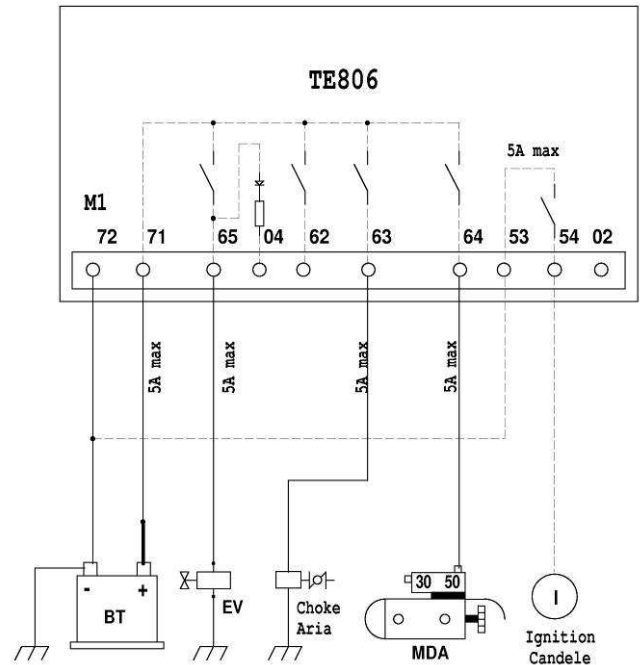 TE806
5A max
M1
72 71 65 04 62 63 64 53 54 02
5A max 5A max 5A max 5A max
- + BT
EV
Choke
Aria
30 50
MDA
I
Ignition
Candele